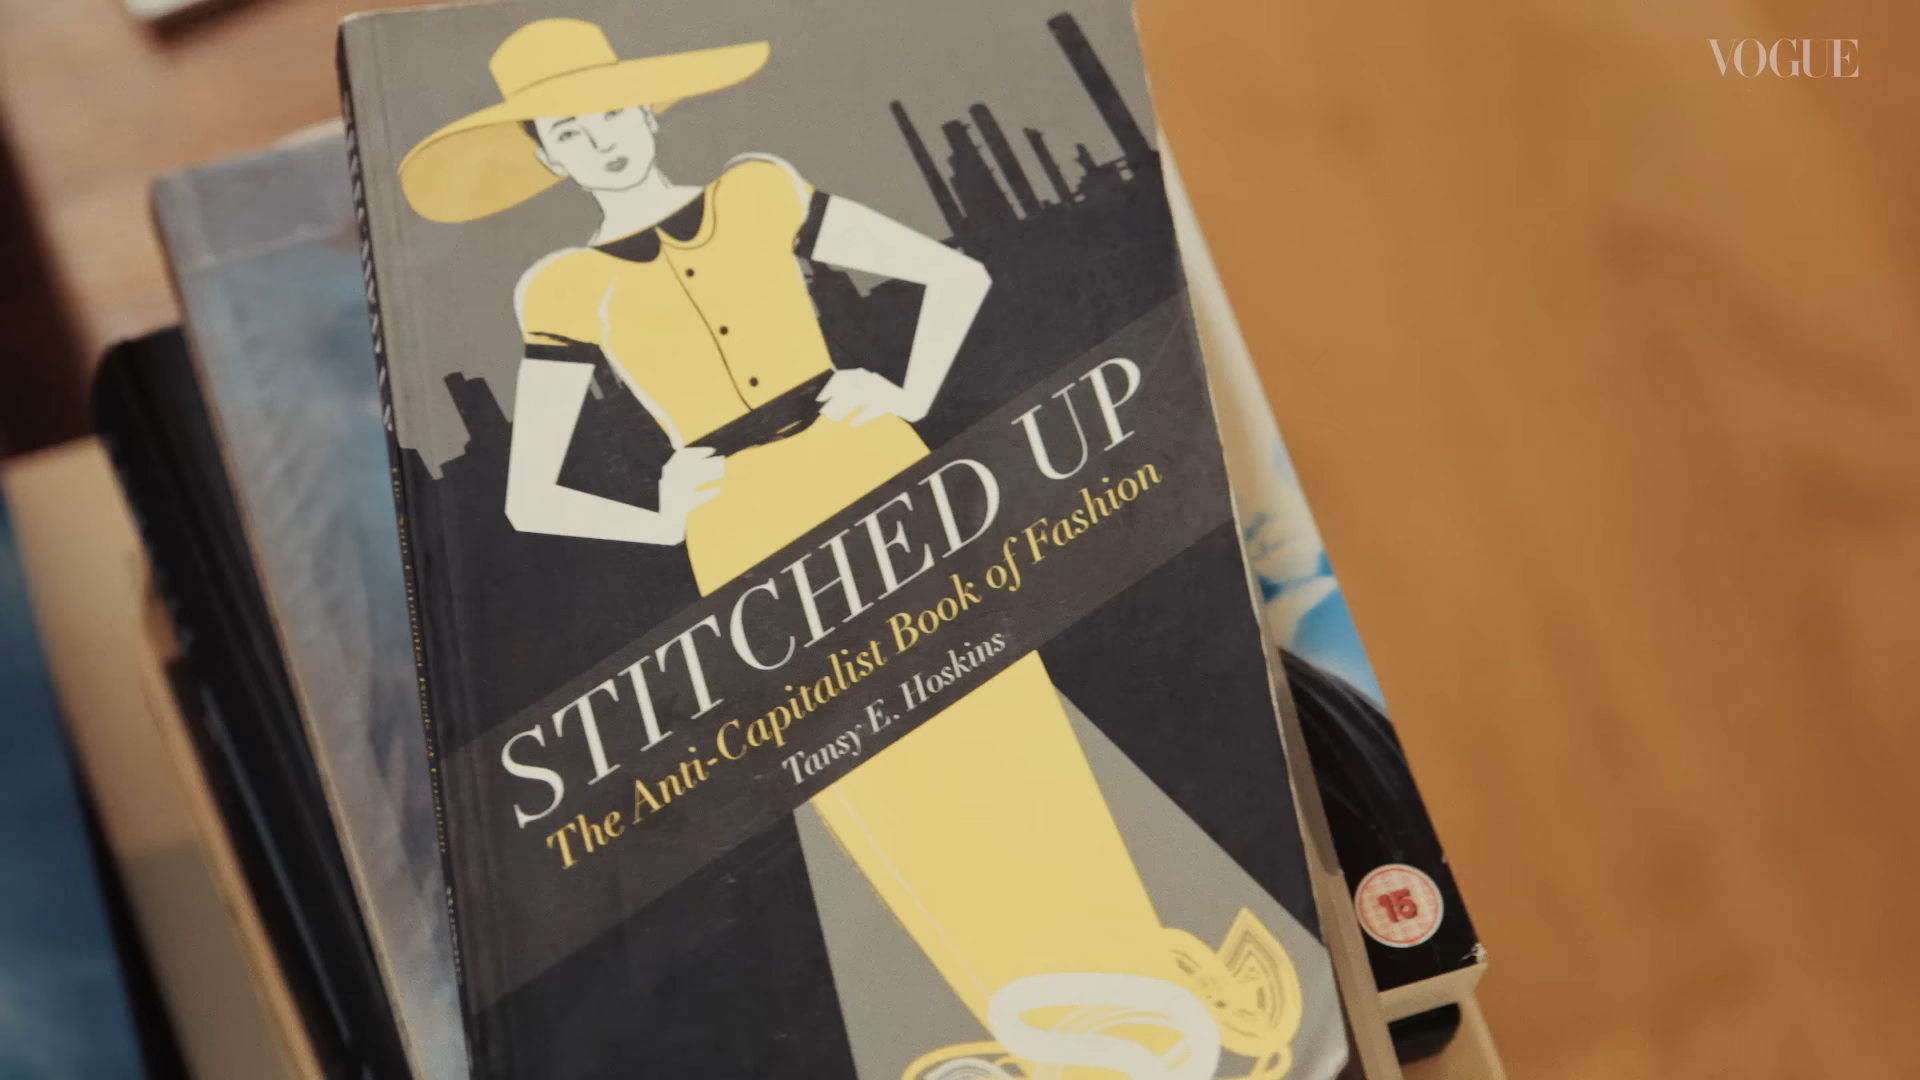 VOGUE
STITCHED UP
The Anti-Capitalist Book of Fashion
Tansy E. Hoskins
15